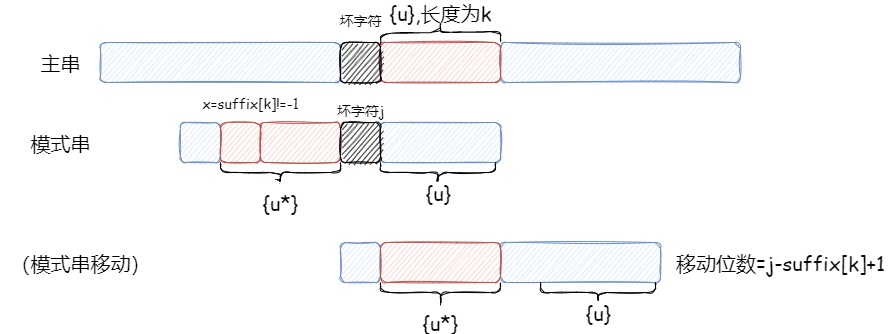 坏字符 {u},长度为k
主串
x=suffix[k]!=-1 坏字符j
模式串
{u*} {u}
(模式串移动) 移动位数=j-suffix[k]+1
{u*} {u}